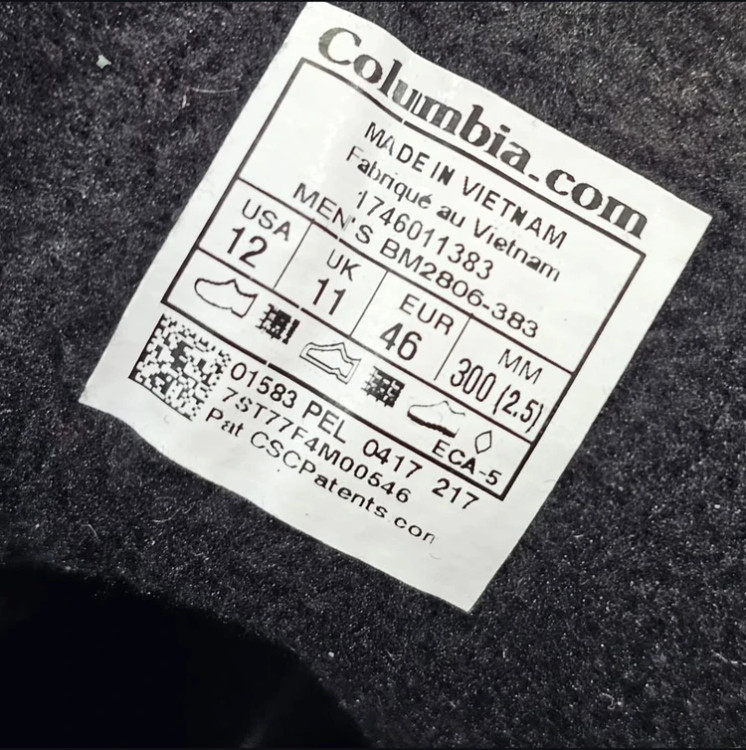 Columbia.com
MADE IN VIETNAM
Fabriqué au Vietnam
1746011383
MEN'S BM2806-383
USA UK EUR MM
12 11 46 300 (2.5)
ECA-5
01583 PEL 0417 217
7ST77F4M00546
Pat CSCPatents.con